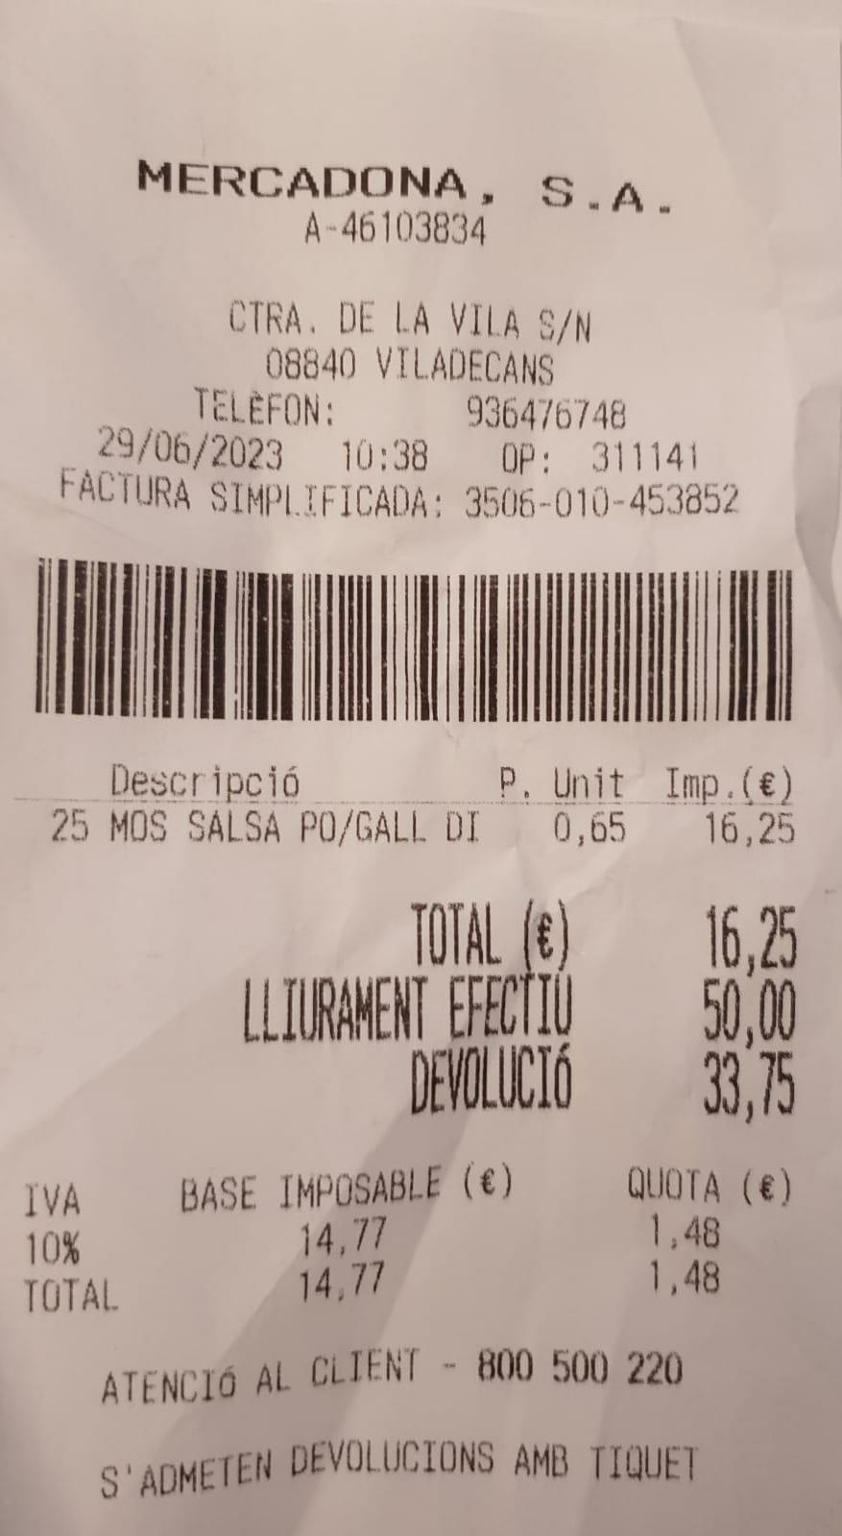 MERCADONA, S.A.
A-46103834
CTRA. DE LA VILA S/N
08840 VILADECANS
TELÈFON: 936476748
29/06/2023 10:38 OP: 311141
FACTURA SIMPLIFICADA: 3506-010-453852
Descripció P. Unit Imp.(€)
25 MOS SALSA PO/GALL DI 0,65 16,25
TOTAL (€) 16,25
LLIURAMENT EFECTIU 50,00
DEVOLUCIÓ 33,75
IVA BASE IMPOSABLE (€) QUOTA (€)
10% 14,77 1,48
TOTAL 14,77 1,48
ATENCIÓ AL CLIENT - 800 500 220
S'ADMETEN DEVOLUCIONS AMB TIQUET